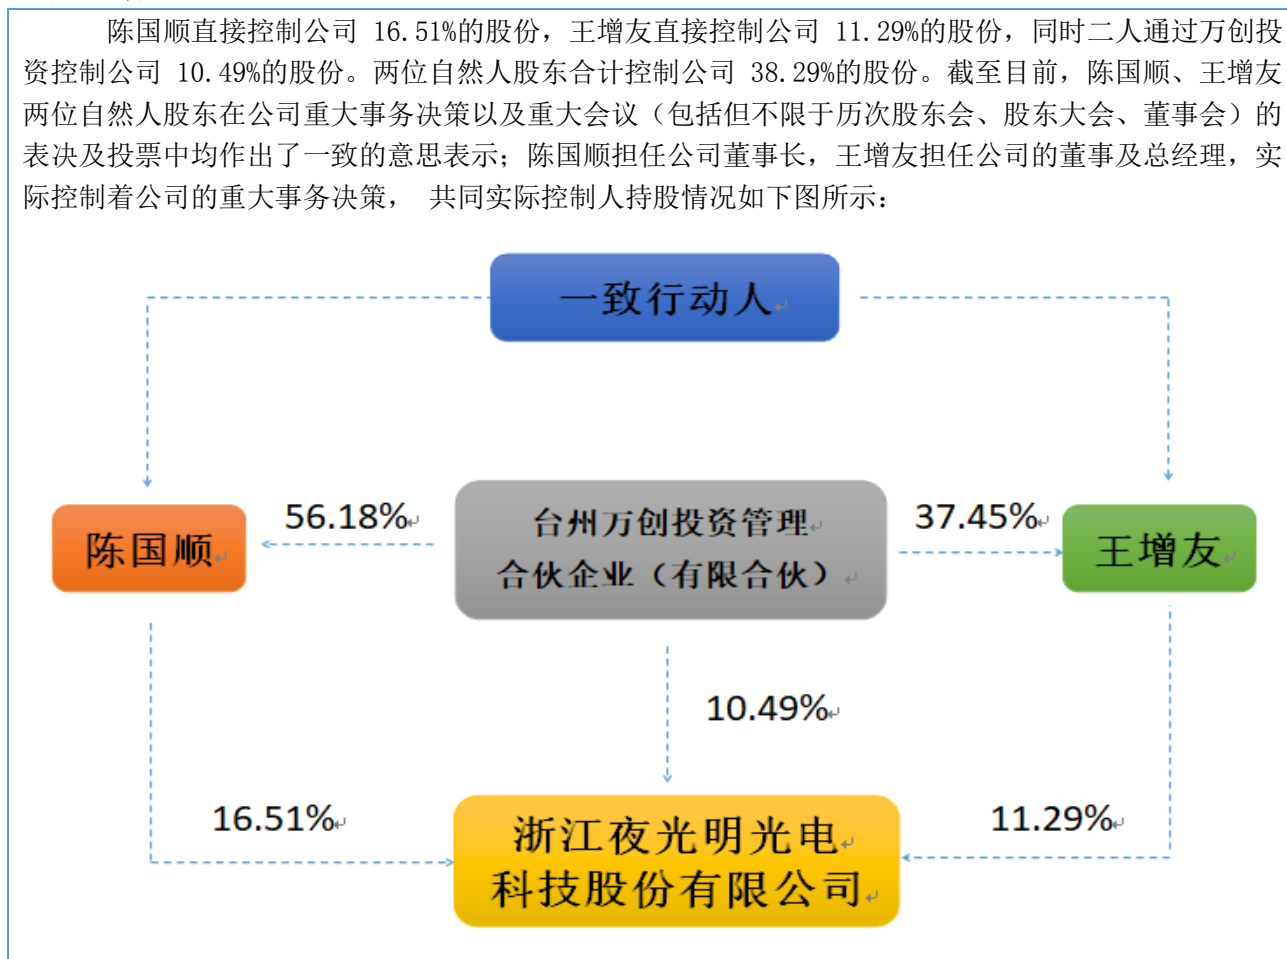 陈国顺直接控制公司 16.51%的股份，王增友直接控制公司 11.29%的股份，同时二人通过万创投
资控制公司 10.49%的股份。两位自然人股东合计控制公司 38.29%的股份。截至目前，陈国顺、王增友
两位自然人股东在公司重大事务决策以及重大会议（包括但不限于历次股东会、股东大会、董事会）的
表决及投票中均作出了一致的意思表示；陈国顺担任公司董事长，王增友担任公司的董事及总经理，实
际控制着公司的重大事务决策， 共同实际控制人持股情况如下图所示：
一致行动人
56.18%
台州万创投资管理
合伙企业（有限合伙）
37.45%
陈国顺
王增友
10.49%
16.51%
11.29%
浙江夜光明光电
科技股份有限公司